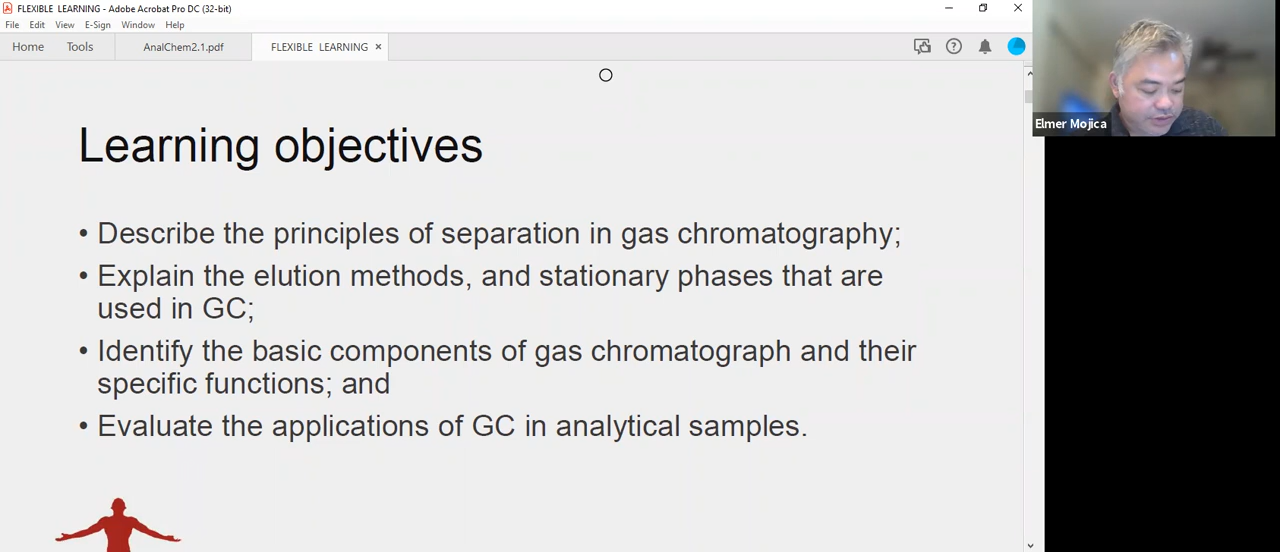 FLEXIBLE LEARNING - Adobe Acrobat Pro DC (32-bit)
File Edit View E-Sign Window Help
Home Tools AnalChem2.1.pdf FLEXIBLE LEARNING ×
Learning objectives
• Describe the principles of separation in gas chromatography;
• Explain the elution methods, and stationary phases that are
used in GC;
• Identify the basic components of gas chromatograph and their
specific functions; and
• Evaluate the applications of GC in analytical samples.
Elmer Mojica